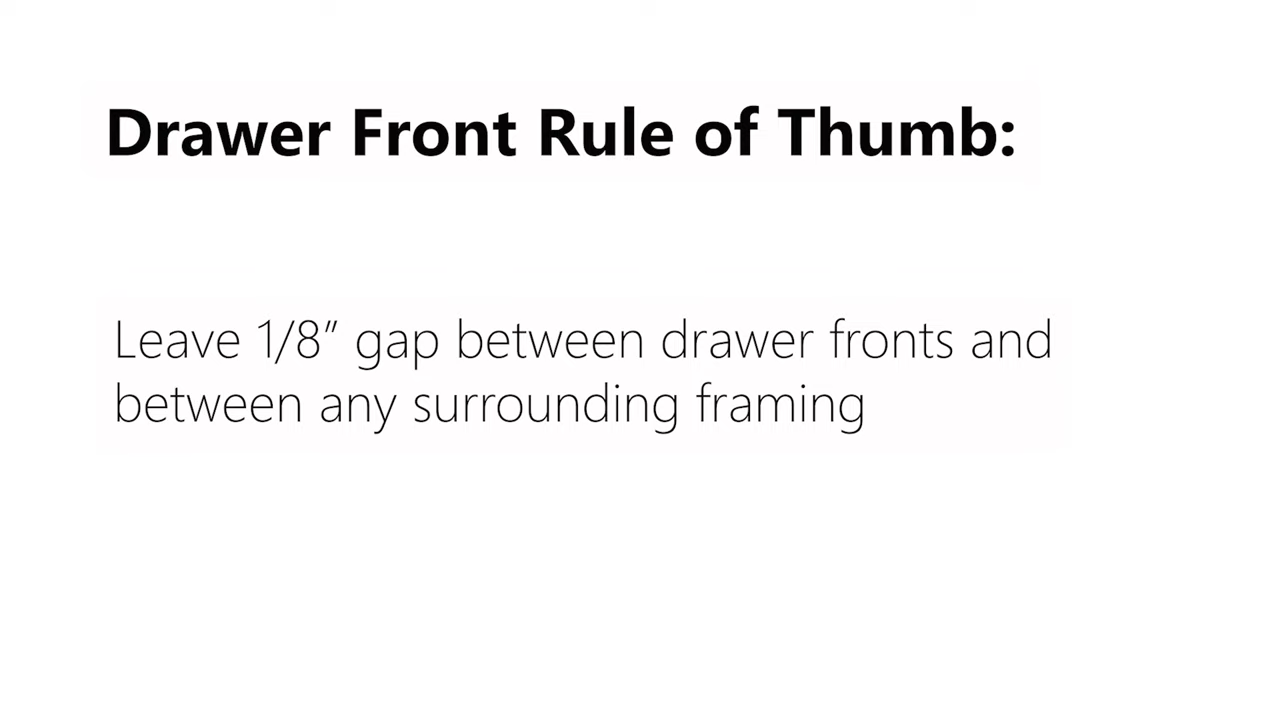 Drawer Front Rule of Thumb:
Leave 1/8” gap between drawer fronts and
between any surrounding framing